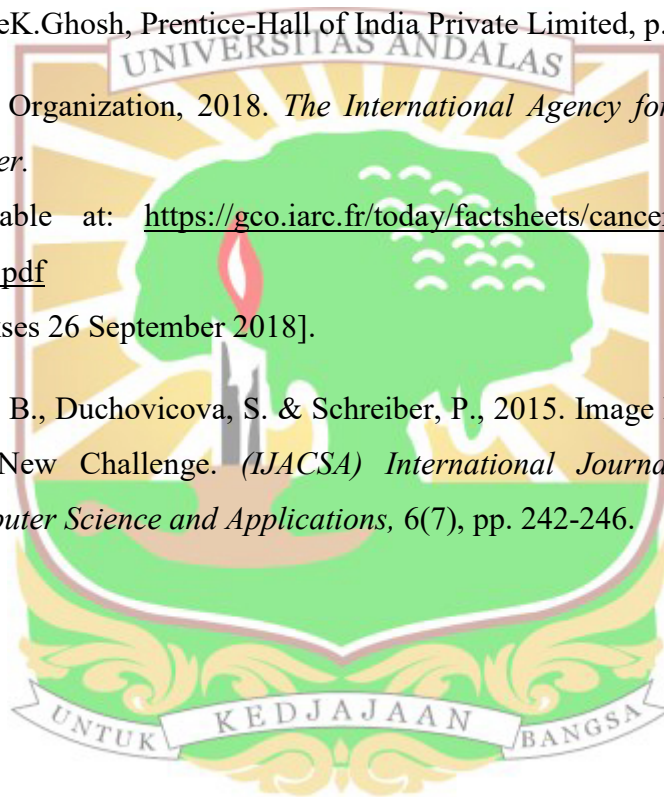 eK.Ghosh, Prentice-Hall of India Private Limited, p.
UNIVERSITAS ANDALAS
Organization, 2018. The International Agency for
er.
able at: https://gco.iarc.fr/today/factsheets/cancer
.pdf
ses 26 September 2018].
B., Duchovicova, S. & Schreiber, P., 2015. Image
New Challenge. (IJACSA) International Journa
puter Science and Applications, 6(7), pp. 242-246.
UNTUK KEDJAJAAN BANGSA